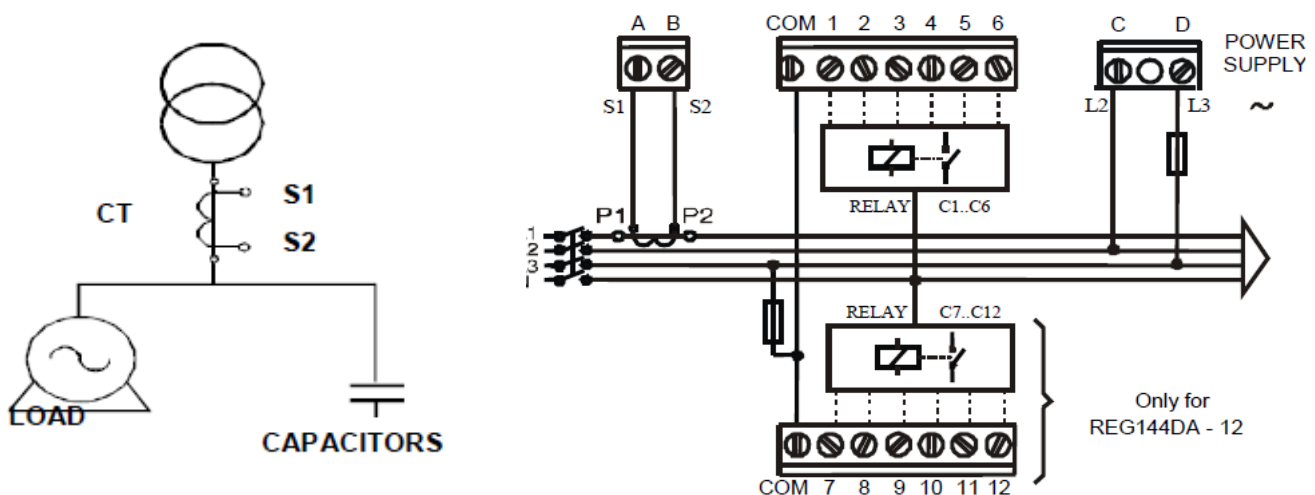 CT
S1
S2
LOAD
CAPACITORS
A B
S1 S2
COM 1 2 3 4 5 6
C D
POWER
SUPPLY
~
L2 L3
RELAY C1..C6
P1 P2
1
2
3
RELAY C7..C12
Only for
REG144DA - 12
COM 7 8 9 10 11 12